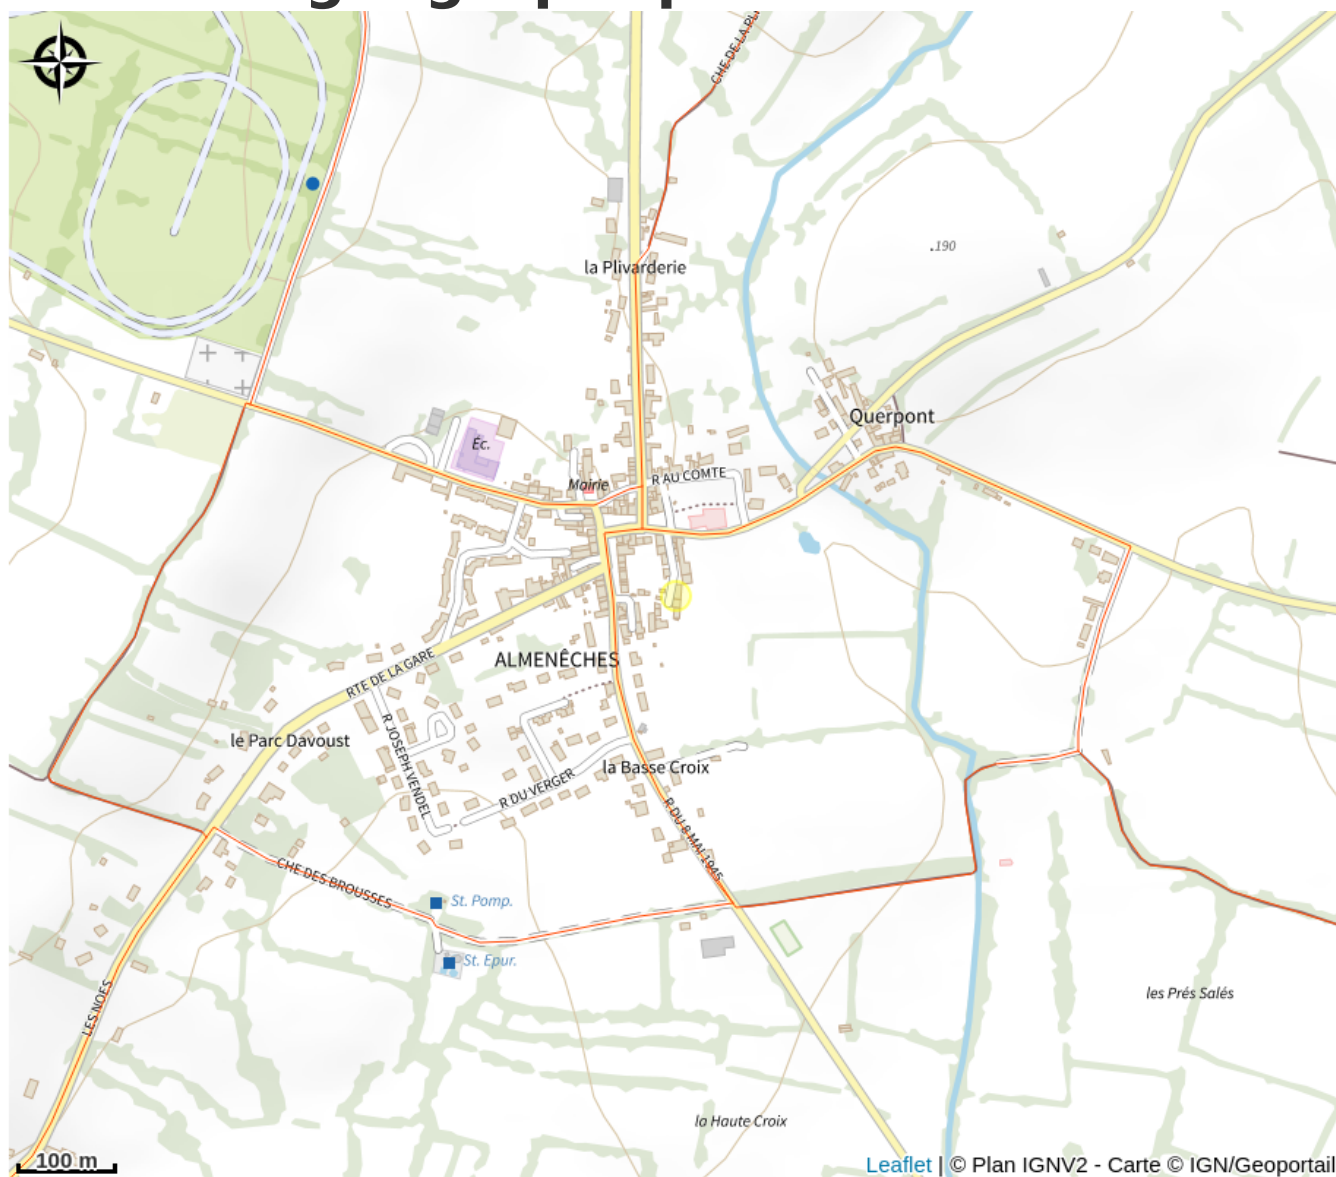 CHE DE LA PL
.190
la Plivarderie
Querpont
Éc.
Mairie
R AU COMTE
ALMENÊCHES
RTE DE LA GARE
le Parc Davoust
R JOSEPH VENDEL
la Basse Croix
R DU VERGER
R DU 8 MAI 1945
CHE DES BROUSSES
St. Pomp.
St. Epur.
LES NOES
les Prés Salés
la Haute Croix
100 m
Leaflet | © Plan IGNV2 - Carte © IGN/Geoportail